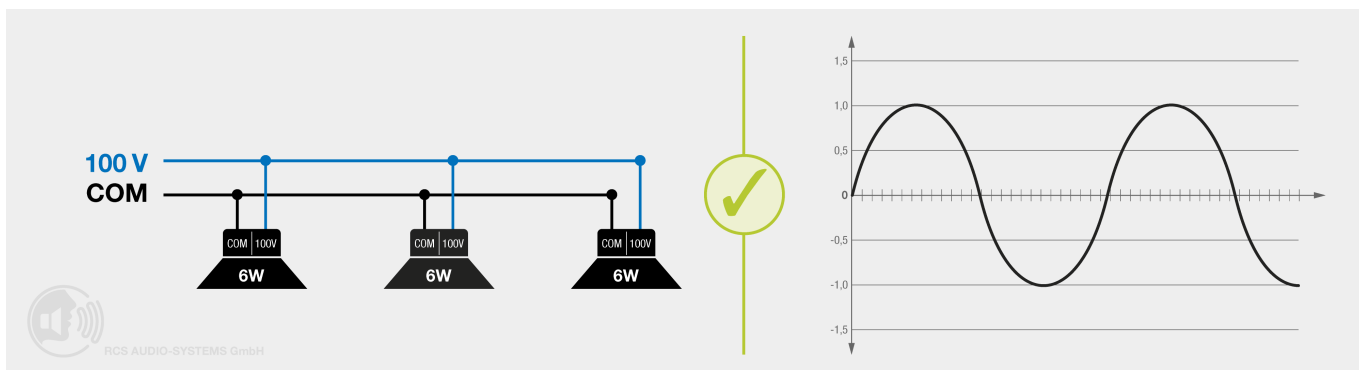 100 V
COM
COM 100V
6W
COM 100V
6W
COM 100V
6W
RCS AUDIO-SYSTEMS GmbH
1,5
1,0
0,5
0
-0,5
-1,0
-1,5